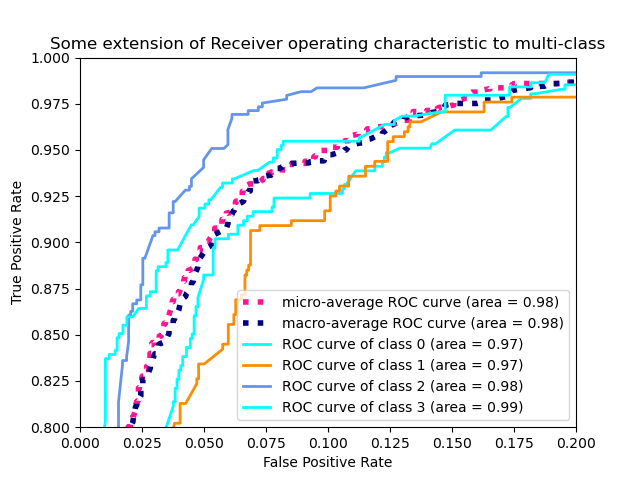 Some extension of Receiver operating characteristic to multi-class
1.000
0.975
0.950
0.925
0.900
0.875
0.850
0.825
0.800
True Positive Rate
micro-average ROC curve (area = 0.98)
macro-average ROC curve (area = 0.98)
ROC curve of class 0 (area = 0.97)
ROC curve of class 1 (area = 0.97)
ROC curve of class 2 (area = 0.98)
ROC curve of class 3 (area = 0.99)
0.000 0.025 0.050 0.075 0.100 0.125 0.150 0.175 0.200
False Positive Rate